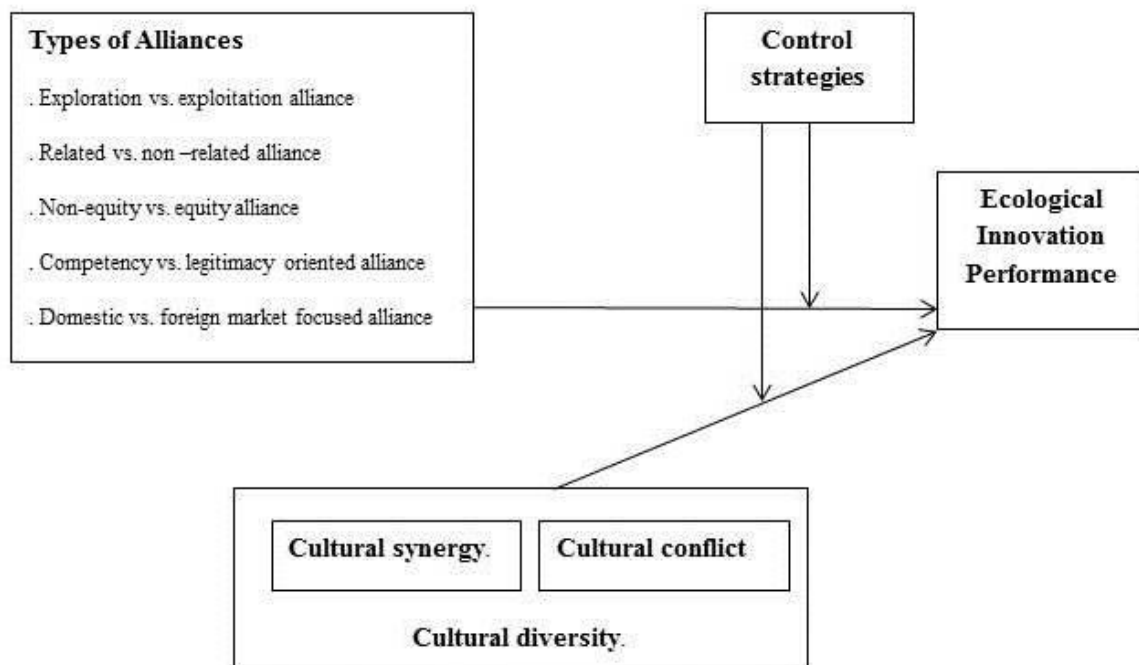 Types of Alliances
. Exploration vs. exploitation alliance
. Related vs. non –related alliance
. Non-equity vs. equity alliance
. Competency vs. legitimacy oriented alliance
. Domestic vs. foreign market focused alliance
Control
strategies
Ecological
Innovation
Performance
Cultural synergy.
Cultural conflict
Cultural diversity.